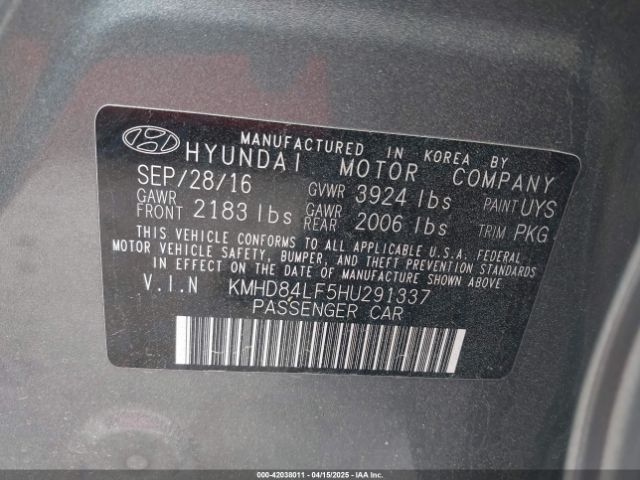 MANUFACTURED IN KOREA BY
HYUNDAI MOTOR COMPANY
SEP/28/16 GVWR 3924 lbs PAINT UYS
GAWR FRONT 2183 lbs GAWR REAR 2006 lbs TRIM PKG
THIS VEHICLE CONFORMS TO ALL APPLICABLE U.S.A. FEDERAL
MOTOR VEHICLE SAFETY, BUMPER, AND THEFT PREVENTION STANDARDS
IN EFFECT ON THE DATE OF MANUFACTURE SHOWN ABOVE
V.I.N KMHD84LF5HU291337
PASSENGER CAR
000-42038011 - 04/15/2025 - IAAI.COM